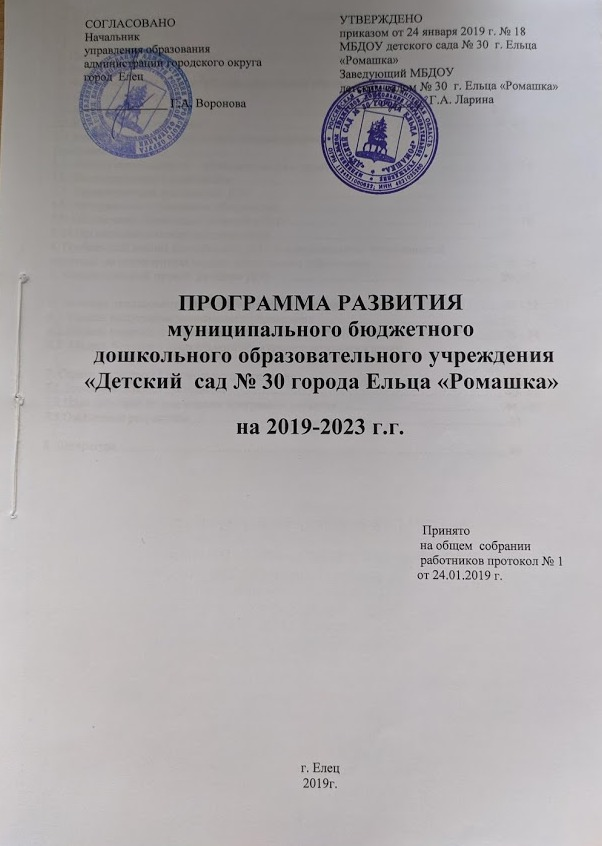 СОГЛАСОВАНО
Начальник
управления образования
администрации городского округа
город Елец
Г.А. Воронова
УТВЕРЖДЕНО
приказом от 24 января 2019 г. № 18
МБДОУ детского сада № 30 г. Ельца
«Ромашка»
Заведующий МБДОУ
детским садом № 30 г. Ельца «Ромашка»
Г.А. Ларина
ПРОГРАММА РАЗВИТИЯ
муниципального бюджетного
дошкольного образовательного учреждения
«Детский сад № 30 города Ельца «Ромашка»
на 2019-2023 г.г.
Принято
на общем собрании
работников протокол № 1
от 24.01.2019 г.
г. Елец
2019г.